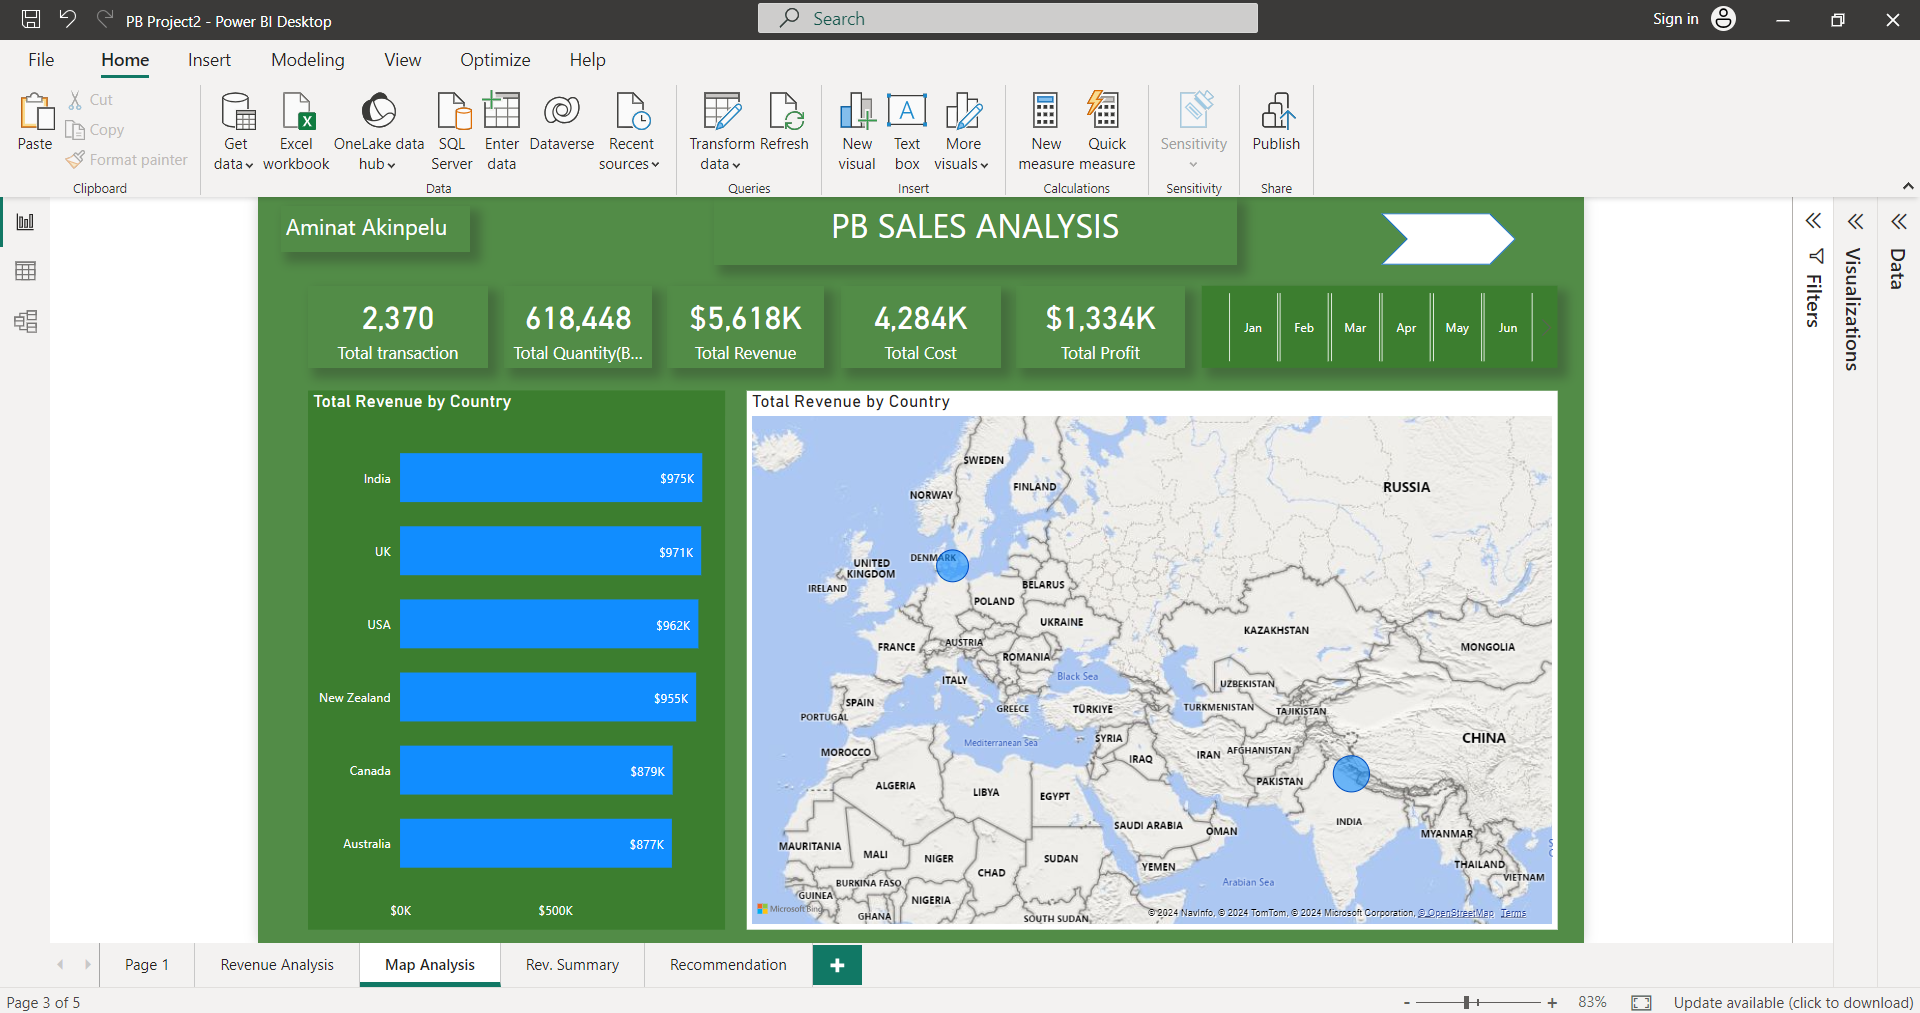 PB Project2 - Power BI Desktop
Search
Sign in
File Home Insert Modeling View Optimize Help
Paste
Cut
Copy
Format painter
Clipboard
Get data
Excel workbook
OneLake data hub
SQL Server
Enter data
Dataverse
Recent sources
Data
Transform data
Refresh
Queries
New visual
Text box
More visuals
Insert
New measure
Quick measure
Calculations
Sensitivity
Sensitivity
Publish
Share
Aminat Akinpelu
PB SALES ANALYSIS
2,370
Total transaction
618,448
Total Quantity(B...
$5,618K
Total Revenue
4,284K
Total Cost
$1,334K
Total Profit
Jan Feb Mar Apr May Jun
Filters
Visualizations
Data
Total Revenue by Country
India $975K
UK $971K
USA $962K
New Zealand $955K
Canada $879K
Australia $877K
$0K $500K
Total Revenue by Country
SWEDEN
FINLAND
NORWAY
RUSSIA
DENMARK
UNITED KINGDOM
IRELAND
BELARUS
POLAND
UKRAINE
KAZAKHSTAN
FRANCE
AUSTRIA
MONGOLIA
ROMANIA
ITALY
Black Sea
UZBEKISTAN
SPAIN
PORTUGAL
GREECE
TÜRKIYE
TURKMENISTAN
TAJIKISTAN
Mediterranean Sea
SYRIA
CHINA
MOROCCO
IRAQ
IRAN
AFGHANISTAN
ALGERIA
LIBYA
EGYPT
PAKISTAN
SAUDI ARABIA
OMAN
INDIA
MYANMAR
MAURITANIA
MALI
NIGER
CHAD
SUDAN
YEMEN
THAILAND
VIETNAM
BURKINA FASO
Arabian Sea
GUINEA
NIGERIA
GHANA
SOUTH SUDAN
Microsoft Bing
© 2024 NavInfo, © 2024 TomTom, © 2024 Microsoft Corporation, © OpenStreetMap Terms
Page 1
Revenue Analysis
Map Analysis
Rev. Summary
Recommendation
Page 3 of 5
- + 83%
Update available (click to download)